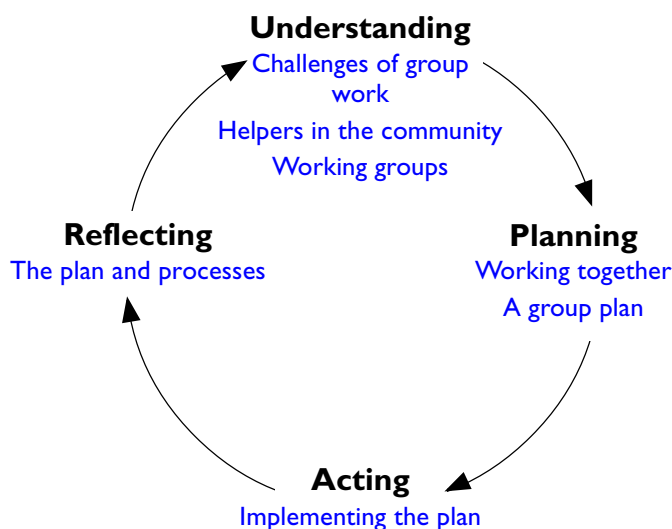 Understanding
Challenges of group
work
Helpers in the community
Working groups
Planning
Working together
A group plan
Acting
Implementing the plan
Reflecting
The plan and processes